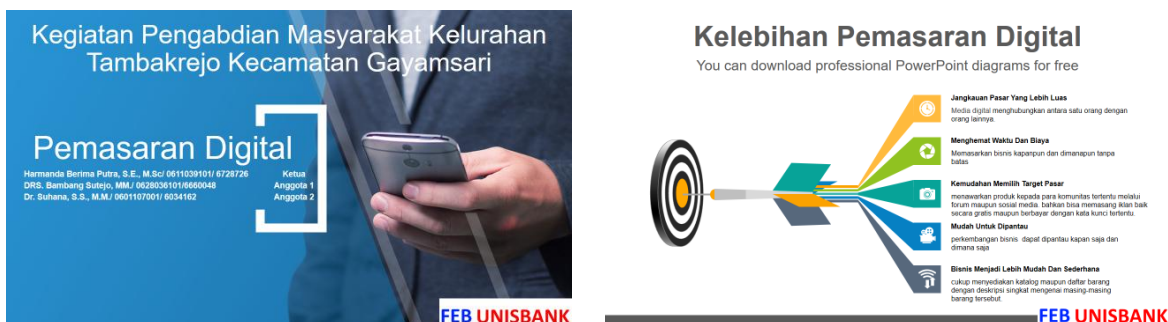 Kegiatan Pengabdian Masyarakat Kelurahan
Tambakrejo Kecamatan Gayamsari
Pemasaran Digital
Harmanda Berima Putra, S.E., M.Sc/ 0611039101/ 6728726 Ketua
DRS. Bambang Sutejo, MM./ 0628036101/6660048 Anggota 1
Dr. Suhana, S.S., M.M./ 0601107001/ 6034162 Anggota 2
FEB UNISBANK
Kelebihan Pemasaran Digital
You can download professional PowerPoint diagrams for free
Jangkauan Pasar Yang Lebih Luas
Media digital menghubungkan antara satu orang dengan
orang lainnya.
Menghemat Waktu Dan Biaya
Memasarkan bisnis kapanpun dan dimanapun tanpa
batas
Kemudahan Memilih Target Pasar
menawarkan produk kepada para komunitas tertentu melalui
forum maupun sosial media. bahkan bisa memasang iklan baik
secara gratis maupun berbayar dengan kata kunci tertentu.
Mudah Untuk Dipantau
perkembangan bisnis dapat dipantau kapan saja dan
dimana saja
Bisnis Menjadi Lebih Mudah Dan Sederhana
cukup menyediakan katalog maupun daftar barang
dengan deskripsi singkat mengenai masing-masing
barang tersebut.
FEB UNISBANK